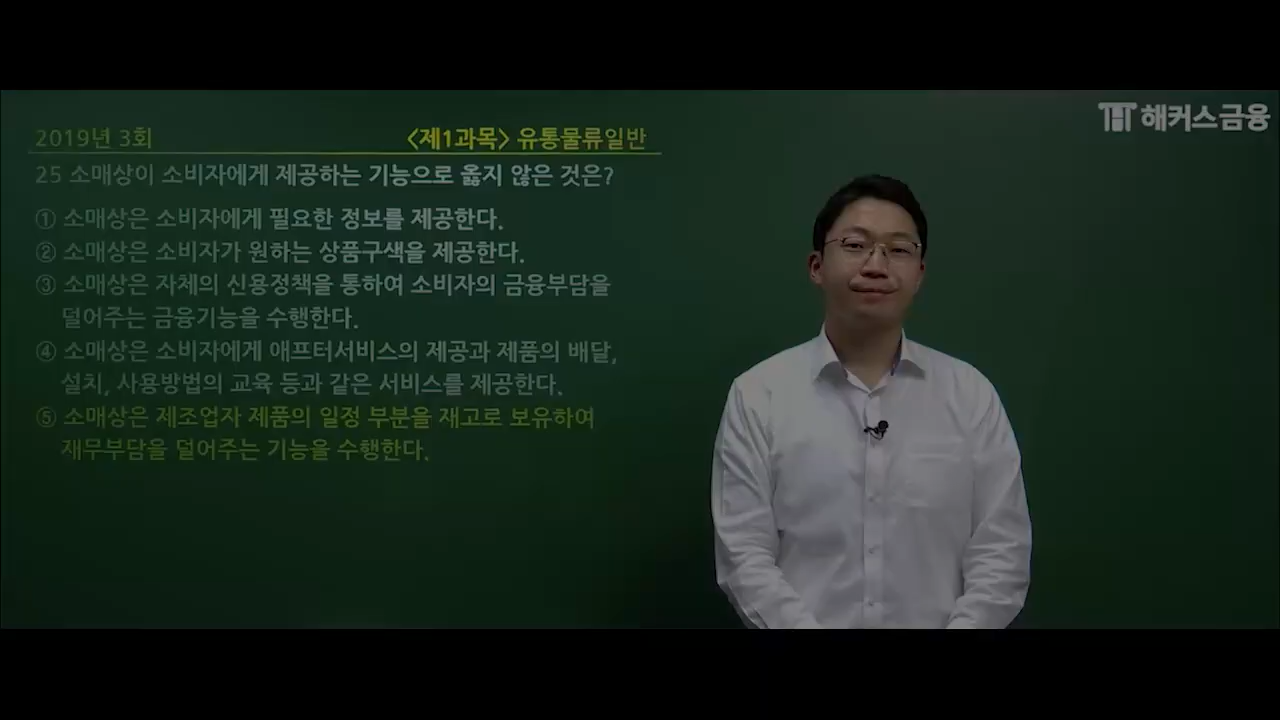 해커스금융
2019년 3회 <제1과목> 유통물류일반
25 소매상이 소비자에게 제공하는 기능으로 옳지 않은 것은?
① 소매상은 소비자에게 필요한 정보를 제공한다.
② 소매상은 소비자가 원하는 상품구색을 제공한다.
③ 소매상은 자체의 신용정책을 통하여 소비자의 금융부담을
덜어주는 금융기능을 수행한다.
④ 소매상은 소비자에게 애프터서비스의 제공과 제품의 배달,
설치, 사용방법의 교육 등과 같은 서비스를 제공한다.
⑤ 소매상은 제조업자 제품의 일정 부분을 재고로 보유하여
재무부담을 덜어주는 기능을 수행한다.